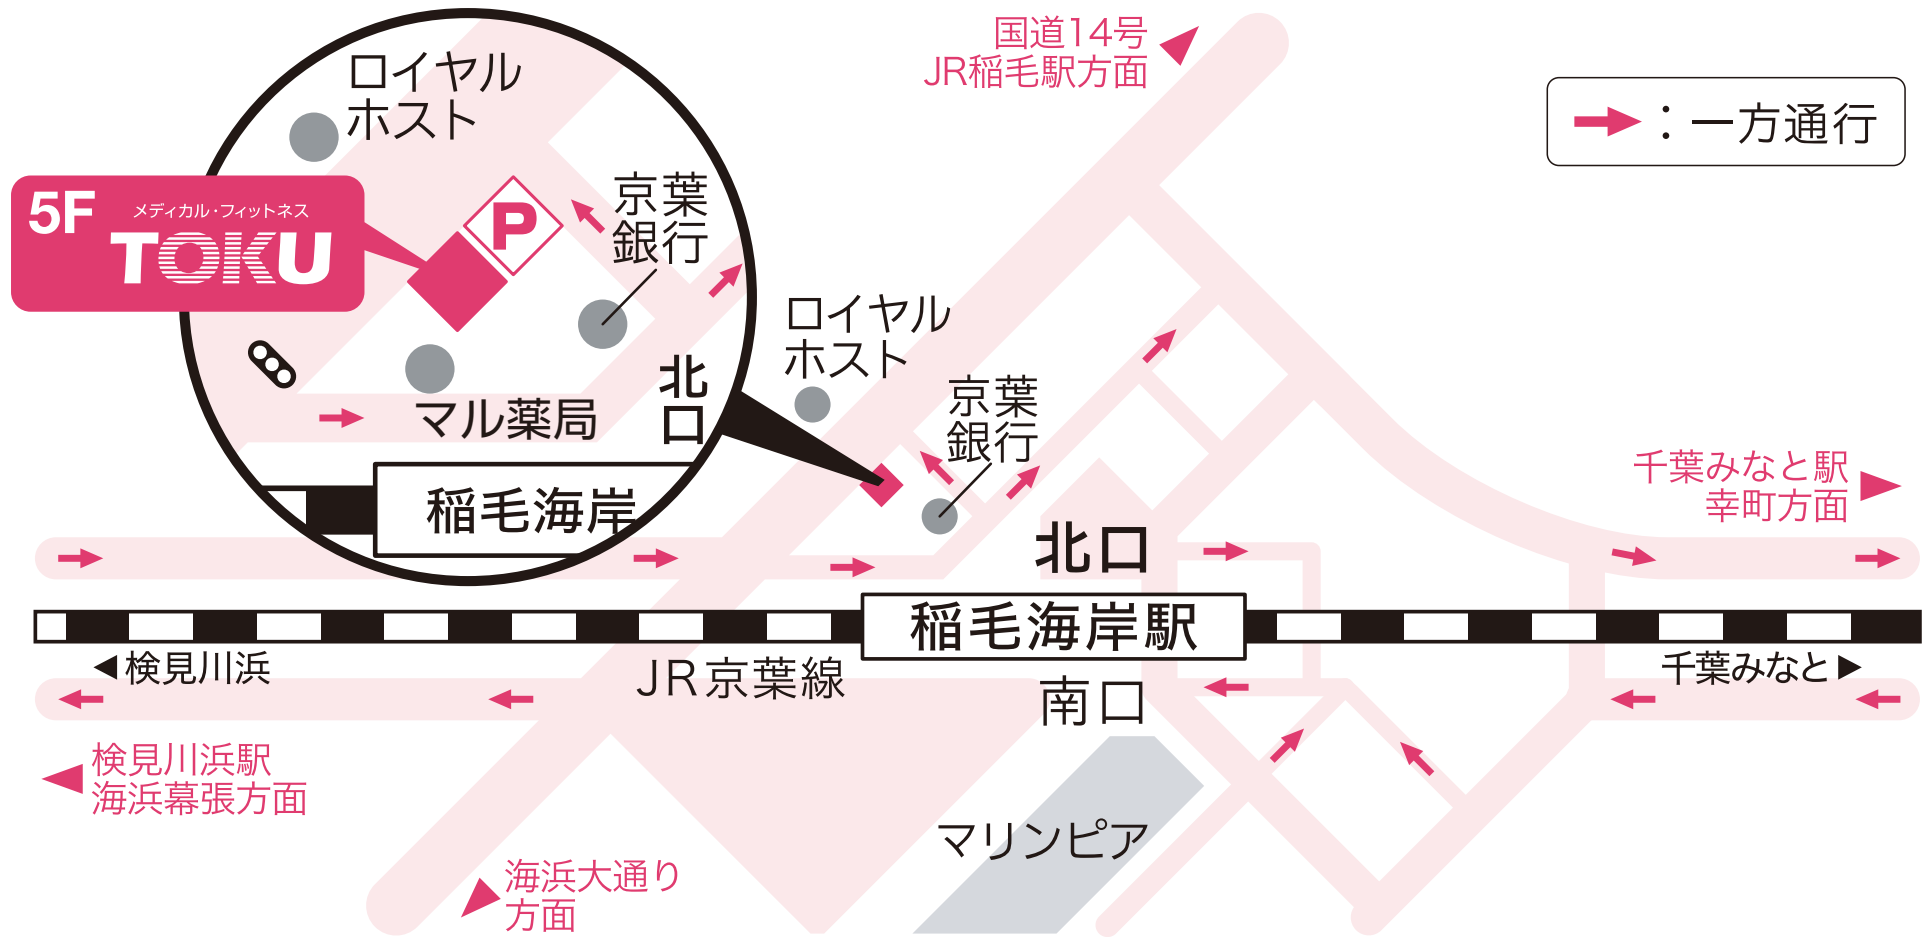 国道14号
JR稲毛駅方面
：一方通行
ロイヤル
ホスト
5F
メディカル・フィットネス
TOKU
P
京葉
銀行
マル薬局
北口
稲毛海岸
ロイヤル
ホスト
京葉
銀行
千葉みなと駅
幸町方面
北口
稲毛海岸駅
検見川浜
JR京葉線
南口
千葉みなと
検見川浜駅
海浜幕張方面
マリンピア
海浜大通り
方面